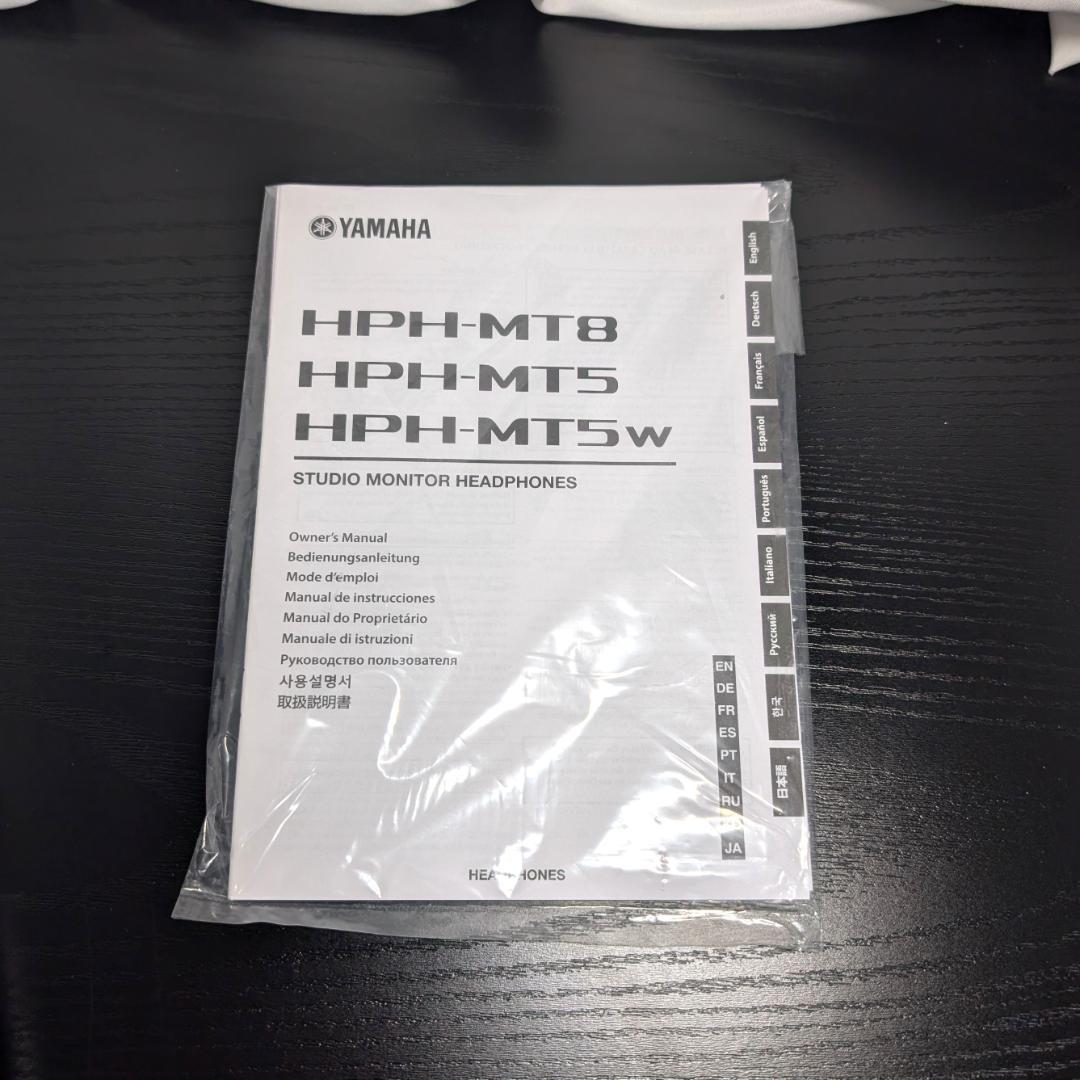 YAMAHA
HPH-MT8
HPH-MT5
HPH-MT5W
STUDIO MONITOR HEADPHONES
Owner's Manual
Bedienungsanleitung
Mode d'emploi
Manual de instrucciones
Manual do Proprietário
Manuale di istruzioni
Руководство пользователя
사용설명서
取扱説明書
English
Deutsch
Français
Español
Português
Italiano
Русский
한국
日本語
EN
DE
FR
ES
PT
IT
RU
JA